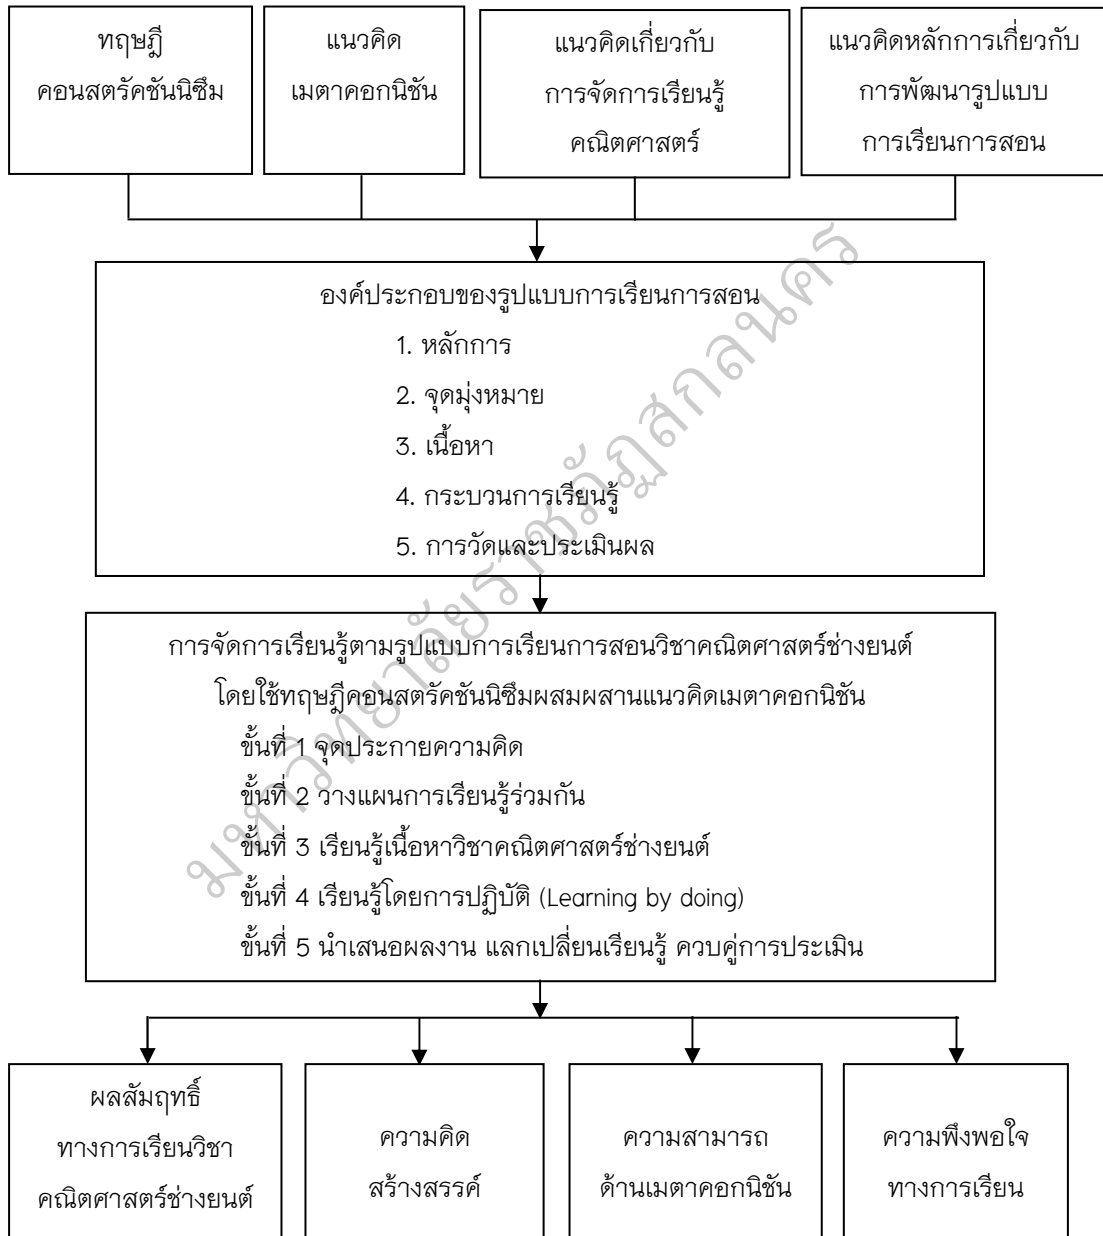 ทฤษฎี
คอนสตรัคชันนิซึม
แนวคิด
เมตาคอกนิชัน
แนวคิดเกี่ยวกับ
การจัดการเรียนรู้
คณิตศาสตร์
แนวคิดหลักการเกี่ยวกับ
การพัฒนารูปแบบ
การเรียนการสอน
องค์ประกอบของรูปแบบการเรียนการสอน
1. หลักการ
2. จุดมุ่งหมาย
3. เนื้อหา
4. กระบวนการเรียนรู้
5. การวัดและประเมินผล
การจัดการเรียนรู้ตามรูปแบบการเรียนการสอนวิชาคณิตศาสตร์ช่างยนต์
โดยใช้ทฤษฎีคอนสตรัคชันนิซึมผสมผสานแนวคิดเมตาคอกนิชัน
ขั้นที่ 1 จุดประกายความคิด
ขั้นที่ 2 วางแผนการเรียนรู้ร่วมกัน
ขั้นที่ 3 เรียนรู้เนื้อหาวิชาคณิตศาสตร์ช่างยนต์
ขั้นที่ 4 เรียนรู้โดยการปฏิบัติ (Learning by doing)
ขั้นที่ 5 นำเสนอผลงาน แลกเปลี่ยนเรียนรู้ ควบคู่การประเมิน
ผลสัมฤทธิ์
ทางการเรียนวิชา
คณิตศาสตร์ช่างยนต์
ความคิด
สร้างสรรค์
ความสามารถ
ด้านเมตาคอกนิชัน
ความพึงพอใจ
ทางการเรียน
มหาวิทยาลัยราชภัฏสกลนคร